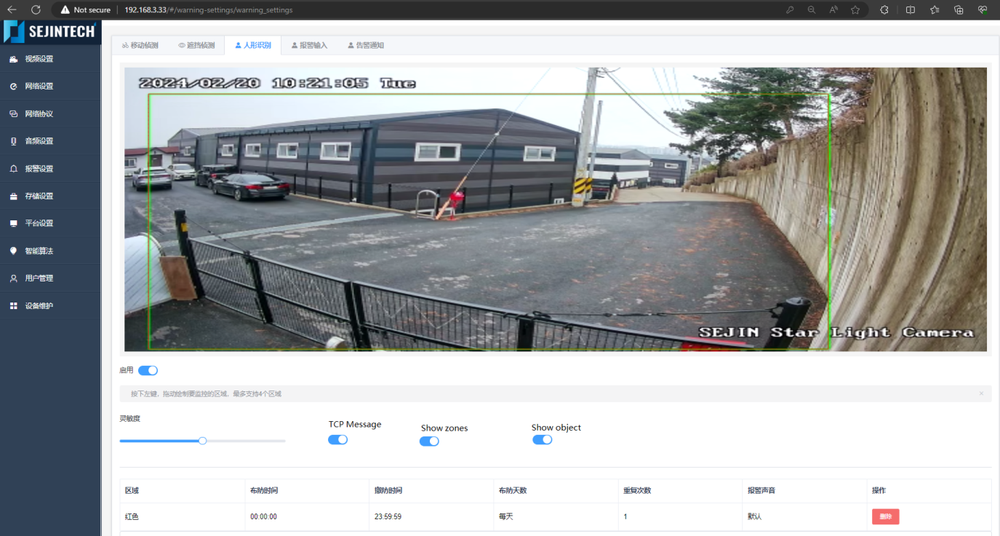 Not secure
192.168.3.33/#/warning-settings/warning_settings
SEJINTECH
移动侦测
遮挡侦测
人形识别
报警输入
告警通知
视频设置
网络设置
网络协议
音频设置
报警设置
存储设置
平台设置
智能算法
用户管理
设备维护
2024/02/20 10:21:05 Tue
SEJIN Star Light Camera
启用
按下左键，拖动绘制要监控的区域，最多支持4个区域
灵敏度
TCP Message
Show zones
Show object
区域 布防时间 撤防时间 布防天数 重复次数 报警声音 操作
红色 00:00:00 23:59:59 每天 1 默认 删除